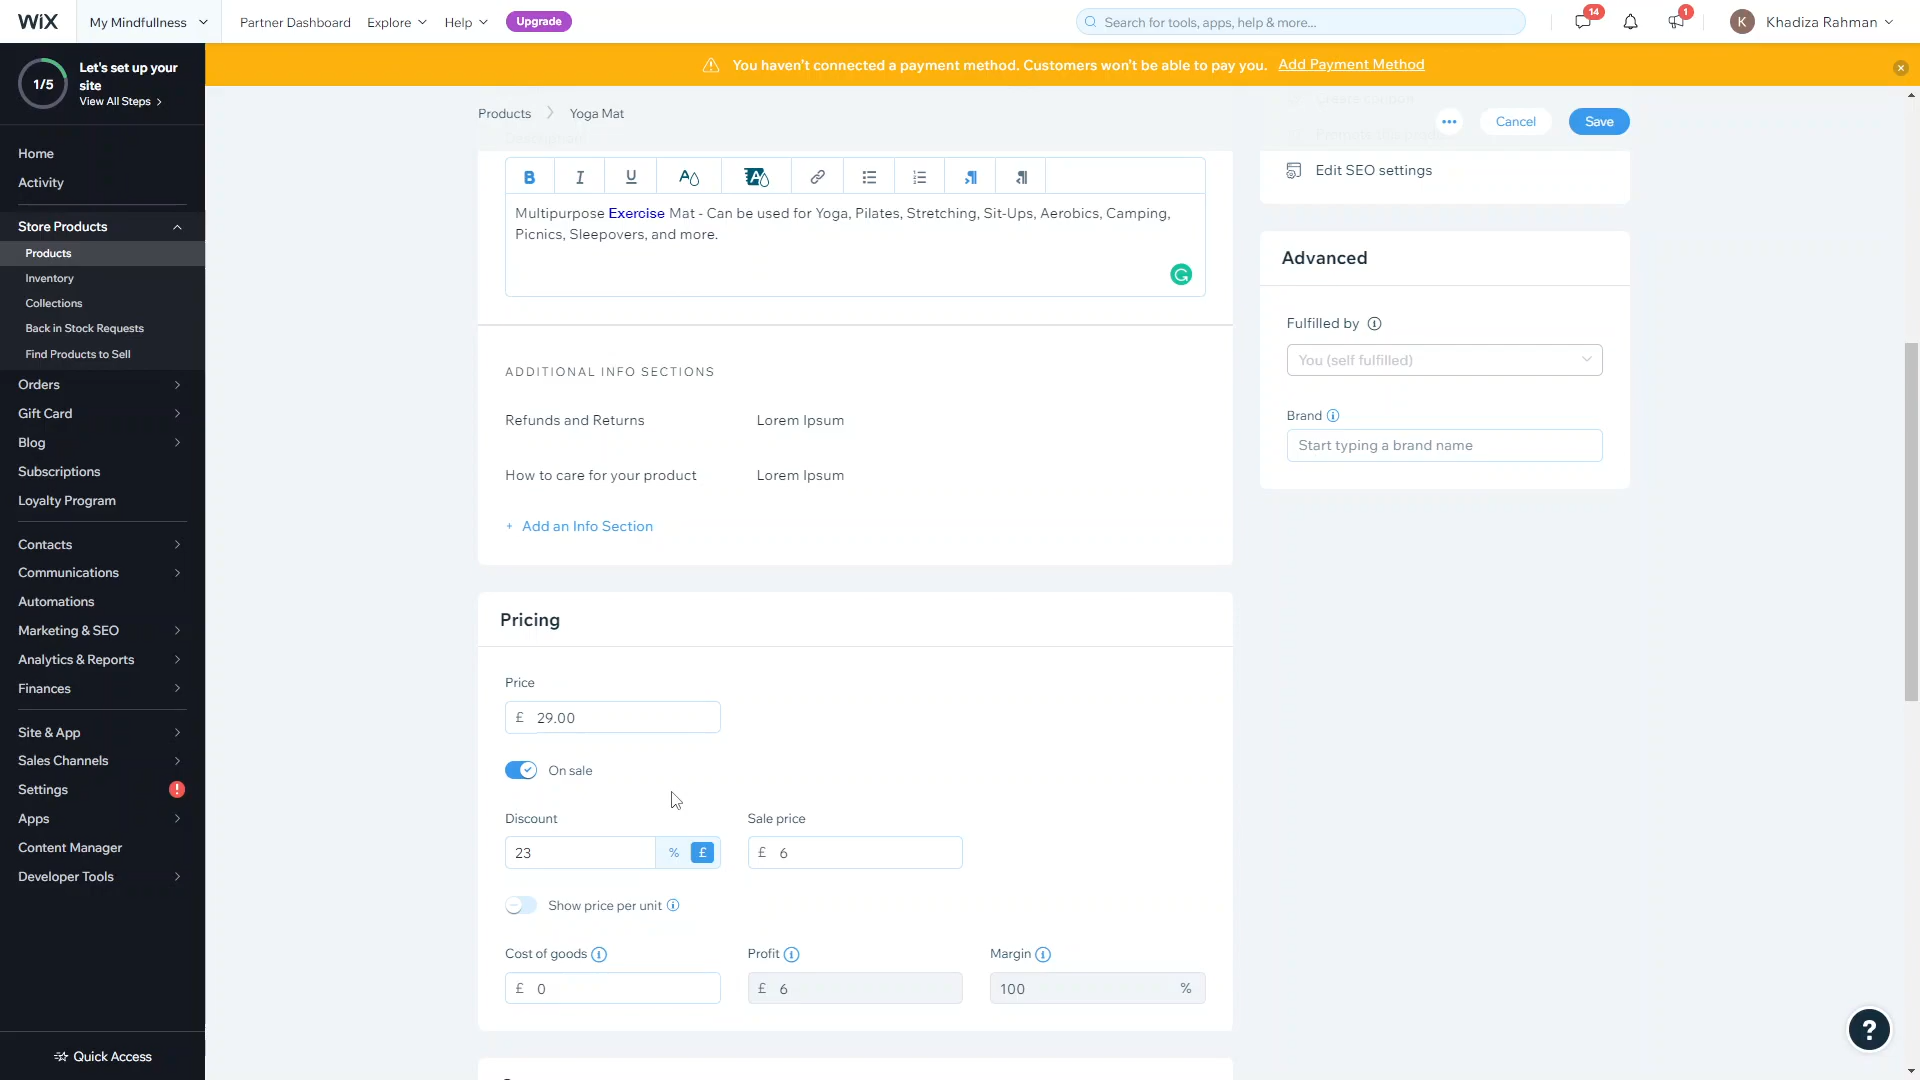 WiX
My Mindfullness
Partner Dashboard
Explore
Help
Upgrade
Search for tools, apps, help & more...
14
1
K
Khadiza Rahman
1/5
Let's set up your
site
View All Steps
You haven't connected a payment method. Customers won't be able to pay you. Add Payment Method
Home
Activity
Store Products
Products
Inventory
Collections
Back in Stock Requests
Find Products to Sell
Orders
Gift Card
Blog
Subscriptions
Loyalty Program
Contacts
Communications
Automations
Marketing & SEO
Analytics & Reports
Finances
Site & App
Sales Channels
Settings
!
Apps
Content Manager
Developer Tools
Quick Access
Products > Yoga Mat
Create coupon
... Cancel Save
B I U A A
Multipurpose Exercise Mat - Can be used for Yoga, Pilates, Stretching, Sit-Ups, Aerobics, Camping,
Picnics, Sleepovers, and more.
ADDITIONAL INFO SECTIONS
Refunds and Returns Lorem Ipsum
How to care for your product Lorem Ipsum
+ Add an Info Section
Pricing
Price
£ 29.00
On sale
Discount Sale price
23 % £ £ 6
Show price per unit
Cost of goods Profit Margin
£ 0 £ 6 100 %
Edit SEO settings
Advanced
Fulfilled by
You (self fulfilled)
Brand
Start typing a brand name
?